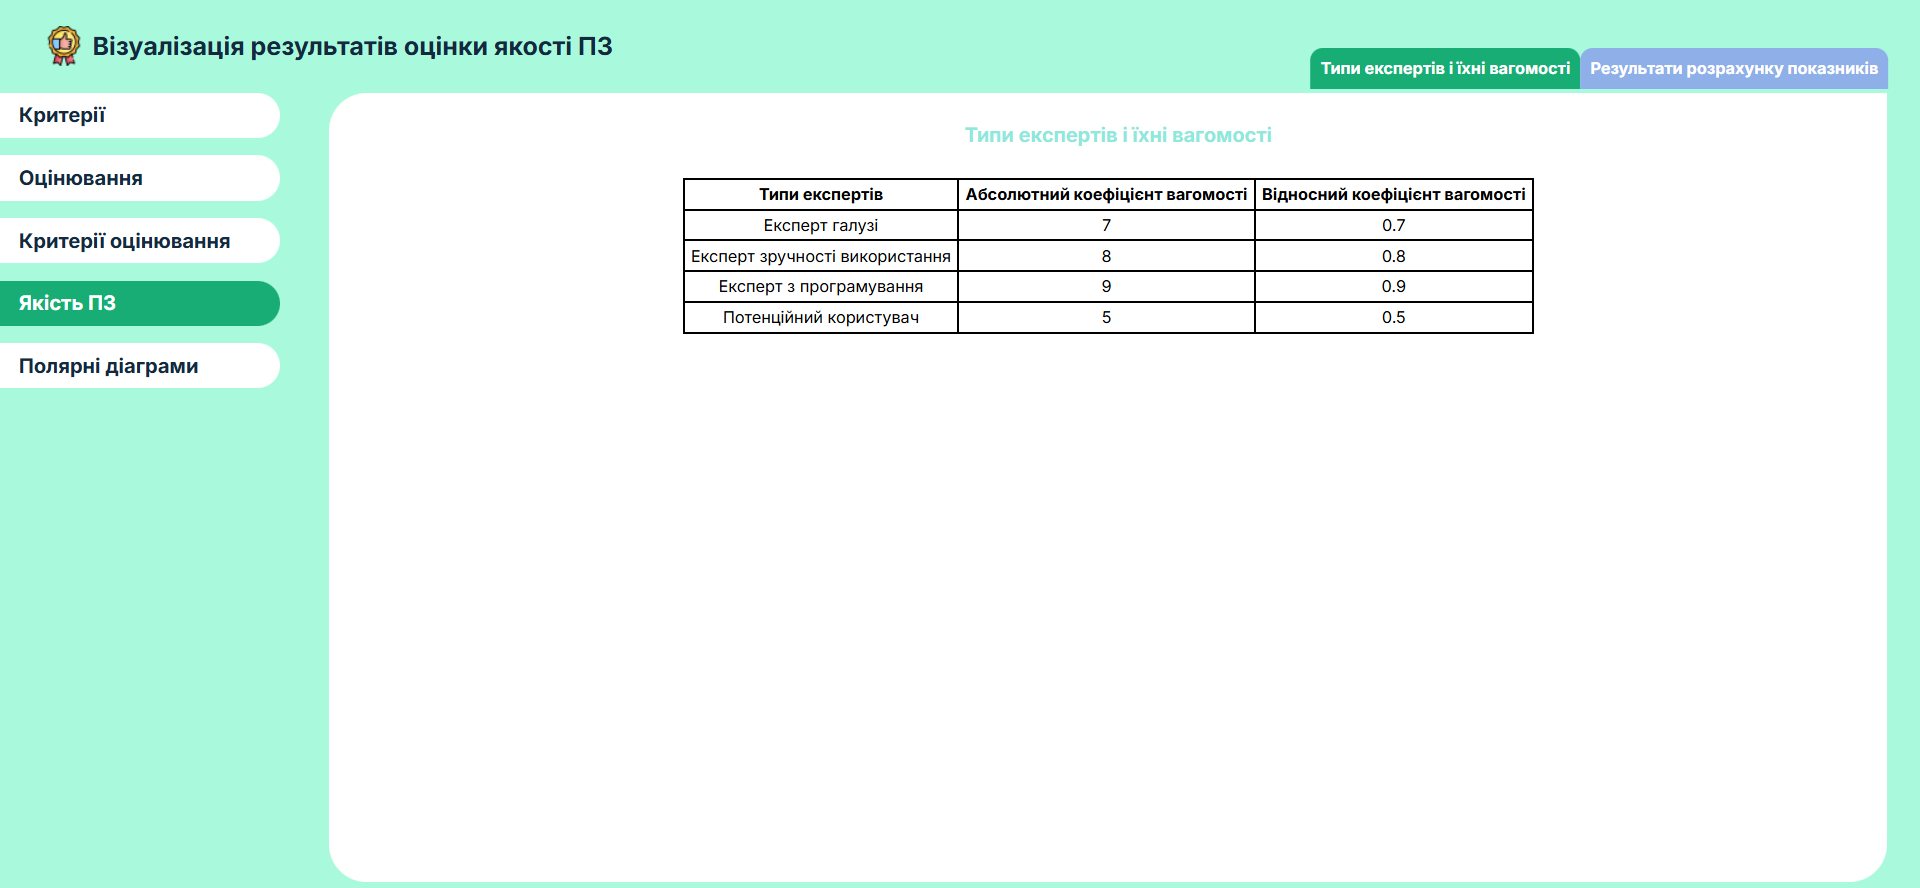 Візуалізація результатів оцінки якості ПЗ
Типи експертів і їхні вагомості
Результати розрахунку показників
Критерії
Оцінювання
Критерії оцінювання
Якість ПЗ
Полярні діаграми
Типи експертів і їхні вагомості
Типи експертів Абсолютний коефіцієнт вагомості Відносний коефіцієнт вагомості
Експерт галузі 7 0.7
Експерт зручності використання 8 0.8
Експерт з програмування 9 0.9
Потенційний користувач 5 0.5